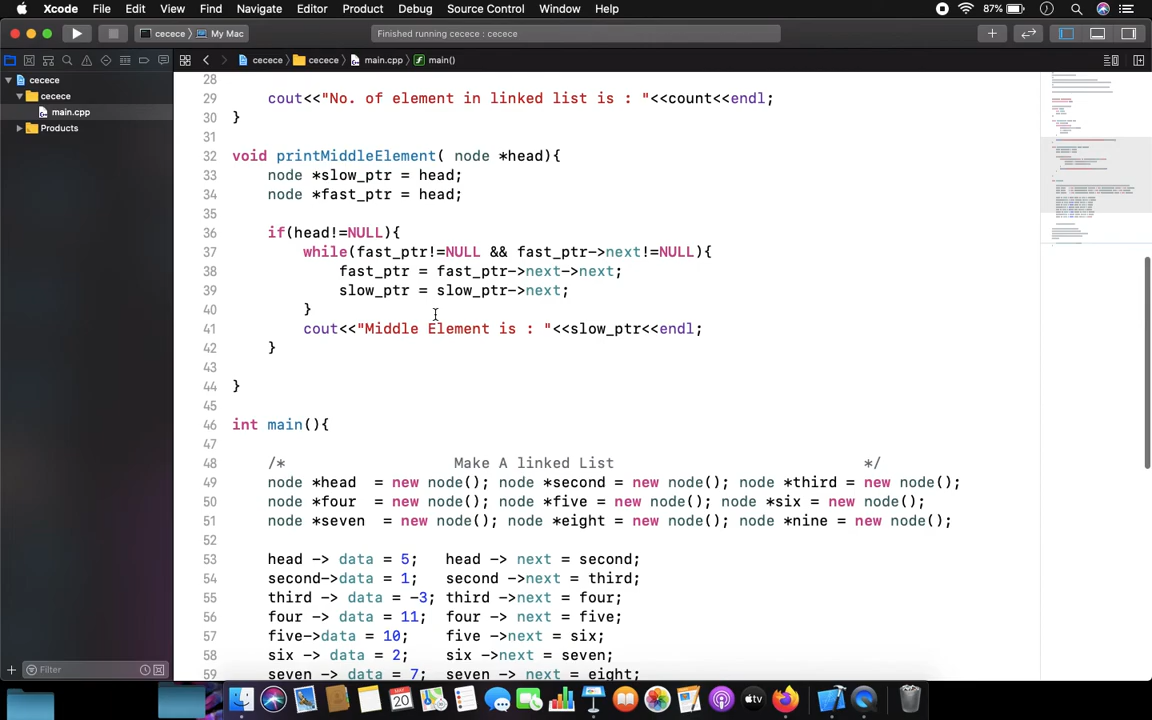 Xcode File Edit View Find Navigate Editor Product Debug Source Control Window Help 87%
cecece My Mac Finished running cecece : cecece
cecece cecece main.cpp main()
cecece
cecece
main.cpp
Products
28
29 cout<<"No. of element in linked list is : "<<count<<endl;
30 }
31
32 void printMiddleElement( node *head){
33 node *slow_ptr = head;
34 node *fast_ptr = head;
35
36 if(head!=NULL){
37 while(fast_ptr!=NULL && fast_ptr->next!=NULL){
38 fast_ptr = fast_ptr->next->next;
39 slow_ptr = slow_ptr->next;
40 }
41 cout<<"Middle Element is : "<<slow_ptr<<endl;
42 }
43
44 }
45
46 int main(){
47
48 /* Make A linked List */
49 node *head = new node(); node *second = new node(); node *third = new node();
50 node *four = new node(); node *five = new node(); node *six = new node();
51 node *seven = new node(); node *eight = new node(); node *nine = new node();
52
53 head -> data = 5; head -> next = second;
54 second->data = 1; second ->next = third;
55 third -> data = -3; third ->next = four;
56 four -> data = 11; four -> next = five;
57 five->data = 10; five ->next = six;
58 six -> data = 2; six ->next = seven;
59 seven -> data = 7; seven ->next = eight;
Filter
MAY
20
tv